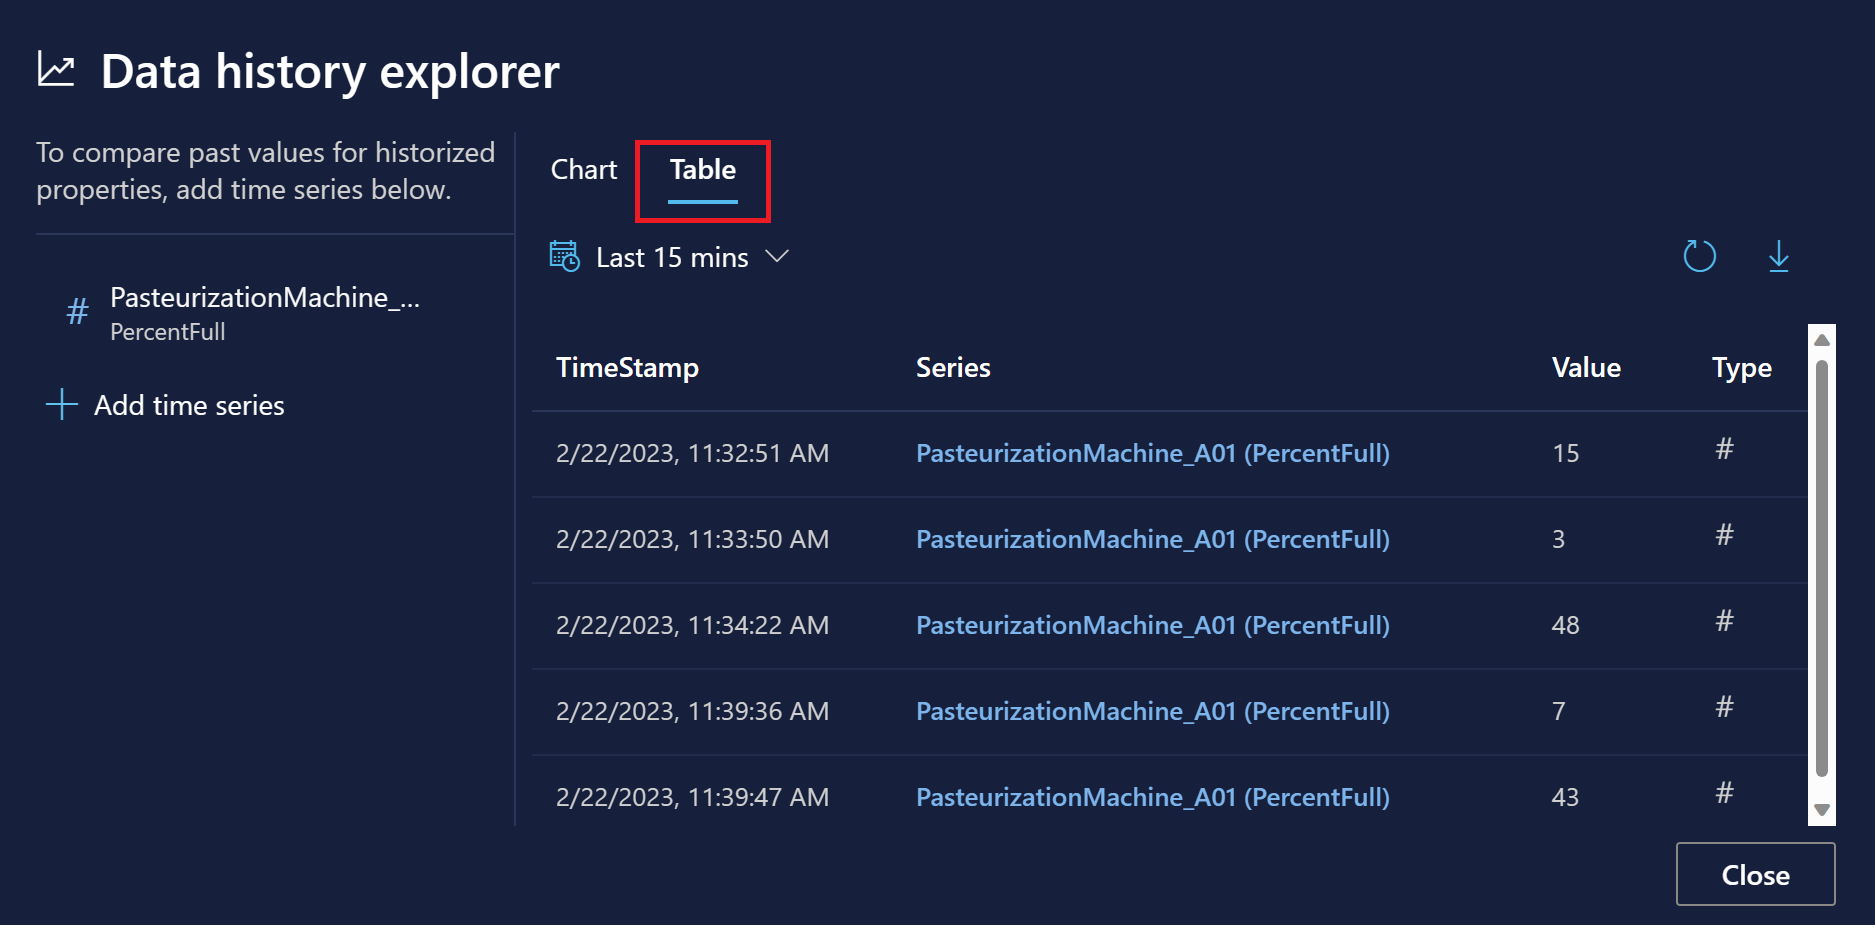 Data history explorer
To compare past values for historized
properties, add time series below.
# PasteurizationMachine_...
PercentFull
Add time series
Chart Table
Last 15 mins
TimeStamp Series Value Type
2/22/2023, 11:32:51 AM PasteurizationMachine_A01 (PercentFull) 15 #
2/22/2023, 11:33:50 AM PasteurizationMachine_A01 (PercentFull) 3 #
2/22/2023, 11:34:22 AM PasteurizationMachine_A01 (PercentFull) 48 #
2/22/2023, 11:39:36 AM PasteurizationMachine_A01 (PercentFull) 7 #
2/22/2023, 11:39:47 AM PasteurizationMachine_A01 (PercentFull) 43 #
Close